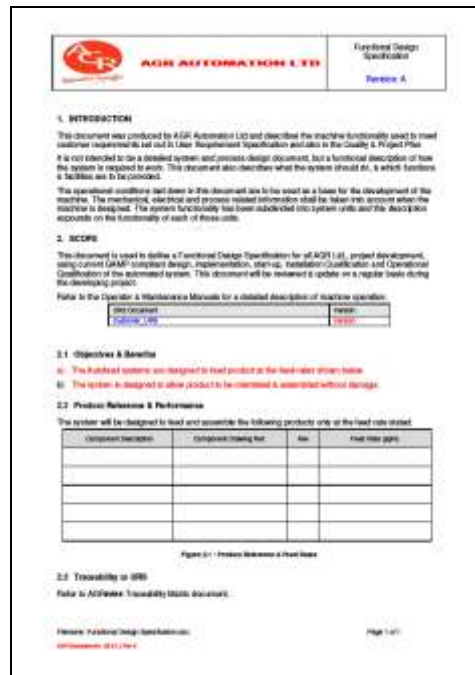 AGR AUTOMATION LTD
Functional Design
Specification
Revision: A
1. INTRODUCTION
This document was produced by AGR Automation Ltd and describes the machine functionality used to meet
customer requirements set out in User Requirement Specification and also in the Quality & Project Plan
It is not intended to be a detailed system and process design document, but a functional description of how
the system is required to work. This document also describes what the system should do, & which functions
& facilities are to be provided.
The operational conditions laid down in this document are to be used as a base for the development of the
machine. The mechanical, electrical and process related information shall be taken into account when the
machine is designed. The system functionality has been subdivided into system units and this description
expounds on the functionality of each of those units.
2. SCOPE
This document is used to define a Functional Design Specification for all AGR Ltd., project development,
using current GAMP compliant design, implementation, start-up, Installation Qualification and Operational
Qualification of the automated system. This document will be reviewed & update on a regular basis during
the developing project.
Refer to the Operator & Maintenance Manuals for a detailed description of machine operation.
URS Document
Version
Customer_URS
Version
2.1 Objectives & Benefits
a) The Autofeed systems are designed to feed product at the feed rates shown below.
b) The system is designed to allow product to be orientated & assembled without damage.
2.2 Product Reference & Performance
The system will be designed to feed and assemble the following products only at the feed rate stated.
Component Description
Component Drawing Ref
Rev
Feed Rate (ppm)
Figure 2.1 - Product Reference & Feed Rates
2.3 Traceability to URS
Refer to AGR Traceability Matrix document.
Filename: Functional Design Specification.doc
Page 1 of 1